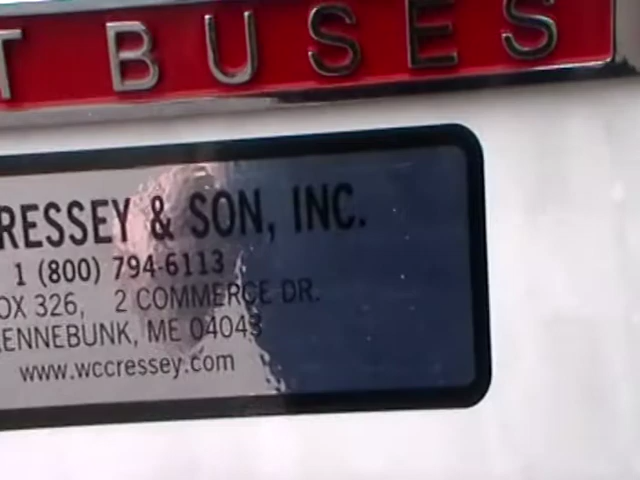 T BUSES
RESSEY & SON, INC.
1 (800) 794-6113
OX 326, 2 COMMERCE DR.
ENNEBUNK, ME 04043
www.wccressey.com